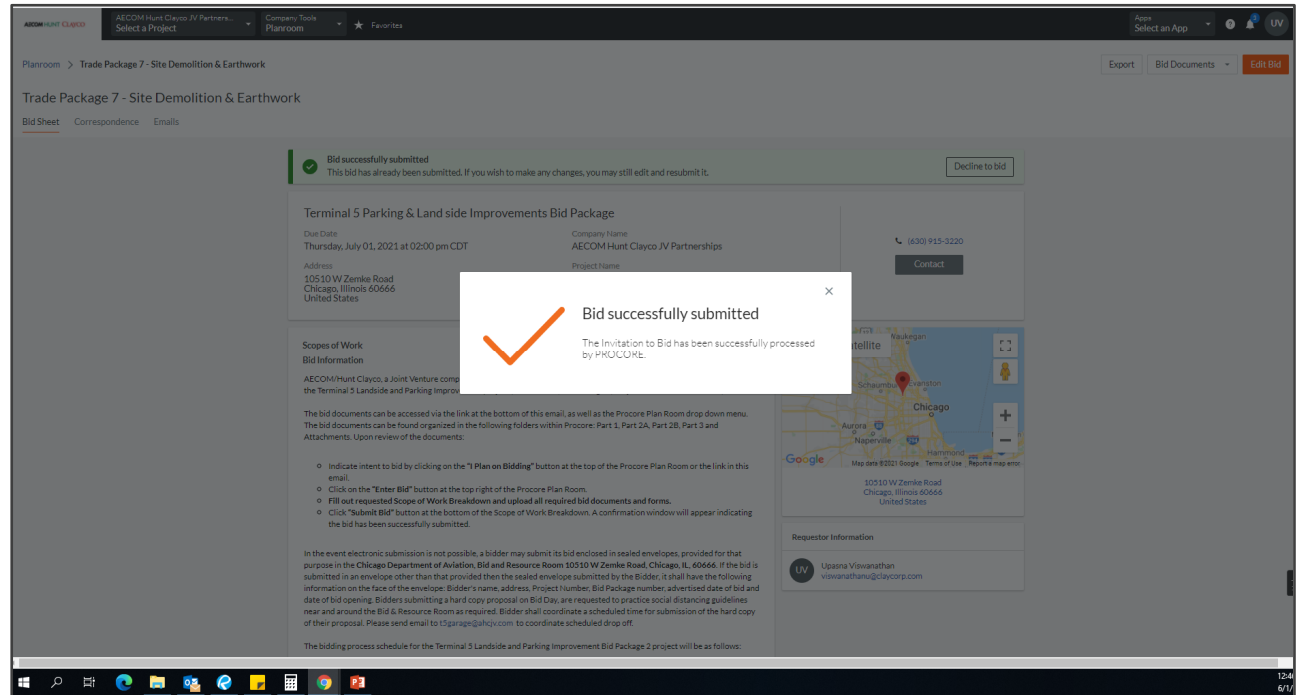 AECOM HUNT CLAYCO
AECOM Hunt Clayco JV Partners...
Select a Project
Company Tools
Planroom
Favorites
Apps
Select an App
UV
Planroom > Trade Package 7 - Site Demolition & Earthwork
Export
Bid Documents
Edit Bid
Trade Package 7 - Site Demolition & Earthwork
Bid Sheet Correspondence Emails
Bid successfully submitted
This bid has already been submitted. If you wish to make any changes, you may still edit and resubmit it.
Decline to bid
Terminal 5 Parking & Land side Improvements Bid Package
Due Date
Thursday, July 01, 2021 at 02:00 pm CDT
Company Name
AECOM Hunt Clayco JV Partnerships
Address
10510 W Zemke Road
Chicago, Illinois 60666
United States
Project Name
(630) 915-3220
Contact
×
Bid successfully submitted
The Invitation to Bid has been successfully processed
by PROCORE.
Scopes of Work
Bid Information
AECOM/Hunt Clayco, a Joint Venture comp
the Terminal 5 Landside and Parking Improv
The bid documents can be accessed via the link at the bottom of this email, as well as the Procore Plan Room drop down menu.
The bid documents can be found organized in the following folders within Procore: Part 1, Part 2A, Part 2B, Part 3 and
Attachments. Upon review of the documents:
Indicate intent to bid by clicking on the "I Plan on Bidding" button at the top of the Procore Plan Room or the link in this
email.
Click on the "Enter Bid" button at the top right of the Procore Plan Room.
Fill out requested Scope of Work Breakdown and upload all required bid documents and forms.
Click "Submit Bid" button at the bottom of the Scope of Work Breakdown. A confirmation window will appear indicating
the bid has been successfully submitted.
In the event electronic submission is not possible, a bidder may submit its bid enclosed in sealed envelopes, provided for that
purpose in the Chicago Department of Aviation, Bid and Resource Room 10510 W Zemke Road, Chicago, IL, 60666. If the bid is
submitted in an envelope other than that provided then the sealed envelope submitted by the Bidder, it shall have the following
information on the face of the envelope: Bidder's name, address, Project Number, Bid Package number, advertised date of bid and
date of bid opening. Bidders submitting a hard copy proposal on Bid Day, are requested to practice social distancing guidelines
near and around the Bid & Resource Room as required. Bidder shall coordinate a scheduled time for submission of the hard copy
of their proposal. Please send email to t5garage@ahcjv.com to coordinate scheduled drop off.
The bidding process schedule for the Terminal 5 Landside and Parking Improvement Bid Package 2 project will be as follows:
tellite
Waukegan
Schaumbu
Evanston
Chicago
Aurora
Naperville
Hammond
Google
Map data ©2021 Google Terms of Use Report a map error
10510 W Zemke Road
Chicago, Illinois 60666
United States
Requestor Information
UV
Upasna Viswanathan
viswanathanu@claycorp.com
12:4
6/1/